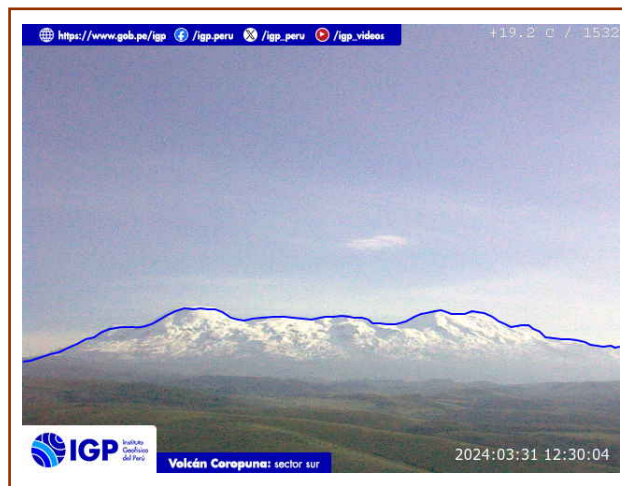 https://www.gob.pe/igp /igp.peru /igp_peru /igp_videos
+19.2 C / 1532
IGP
Instituto
Geofísico
del Perú
Volcán Coropuna: sector sur
2024:03:31 12:30:04